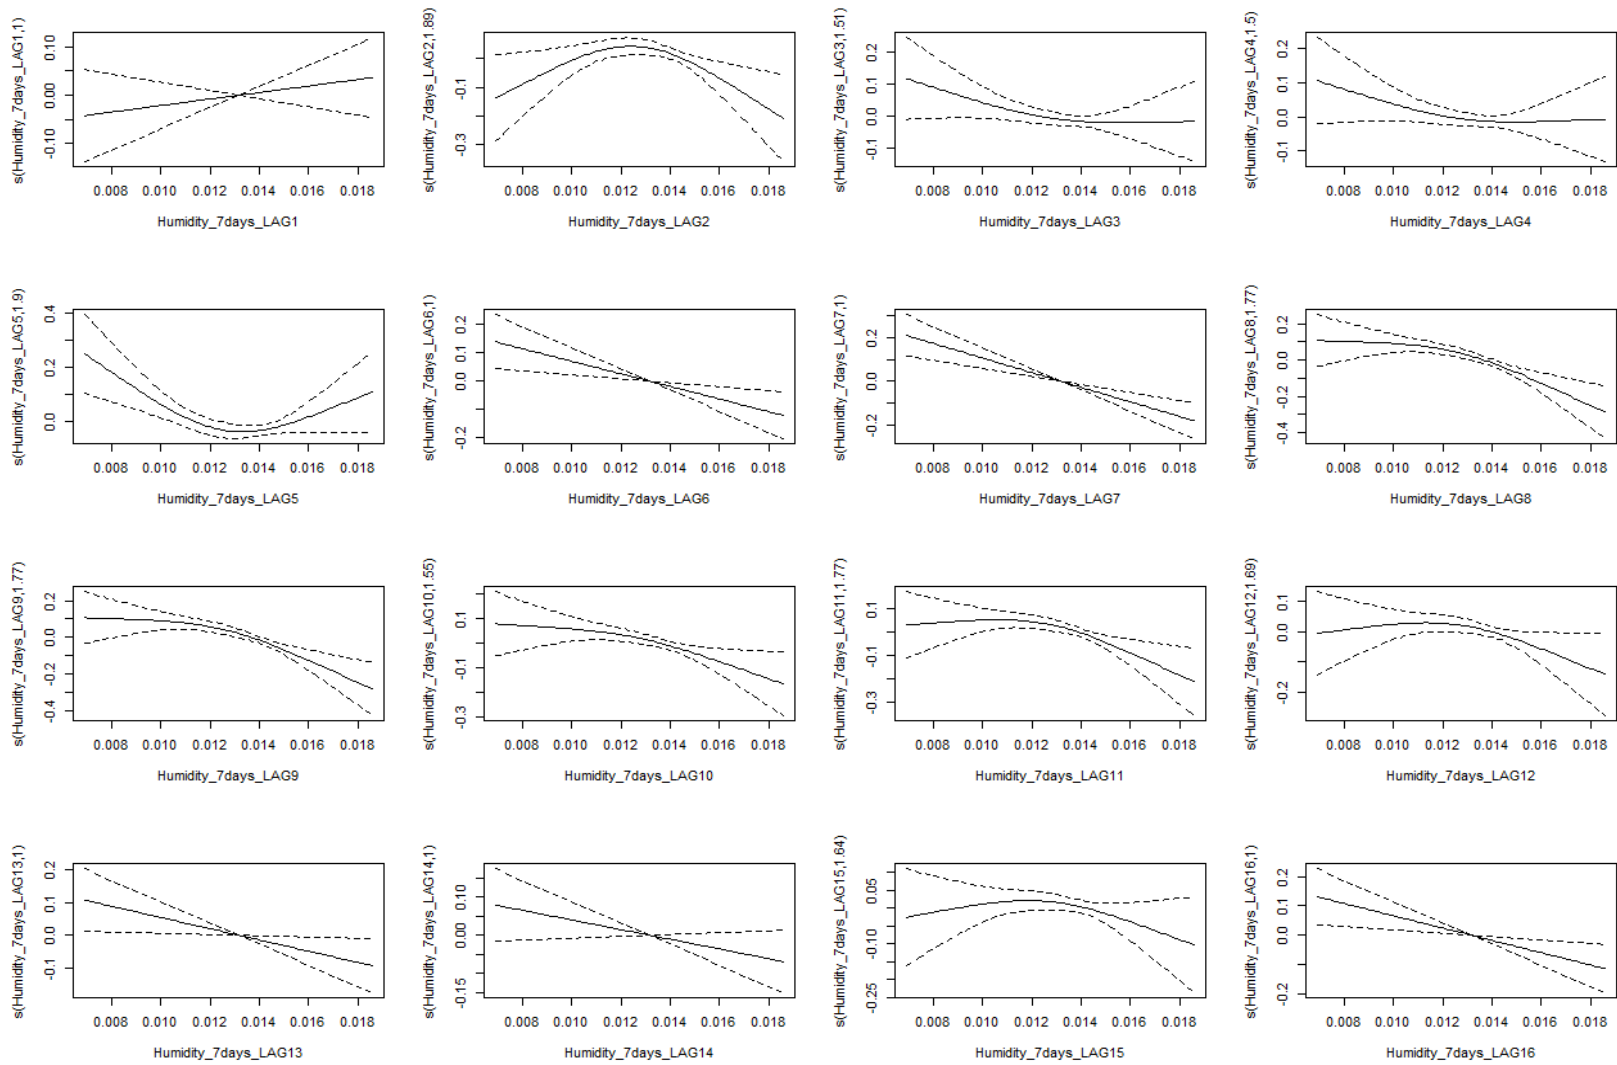 s(Humidity_7days_LAG1,1)
0.10
0.00
-0.10
0.008 0.010 0.012 0.014 0.016 0.018
Humidity_7days_LAG1
s(Humidity_7days_LAG2,1.89)
-0.1
-0.3
0.008 0.010 0.012 0.014 0.016 0.018
Humidity_7days_LAG2
s(Humidity_7days_LAG3,1.51)
0.2
0.1
0.0
-0.1
0.008 0.010 0.012 0.014 0.016 0.018
Humidity_7days_LAG3
s(Humidity_7days_LAG4,1.5)
0.2
0.1
0.0
-0.1
0.008 0.010 0.012 0.014 0.016 0.018
Humidity_7days_LAG4
s(Humidity_7days_LAG5,1.9)
0.4
0.2
0.0
0.008 0.010 0.012 0.014 0.016 0.018
Humidity_7days_LAG5
s(Humidity_7days_LAG6,1)
0.2
0.1
0.0
-0.2
0.008 0.010 0.012 0.014 0.016 0.018
Humidity_7days_LAG6
s(Humidity_7days_LAG7,1)
0.2
0.0
-0.2
0.008 0.010 0.012 0.014 0.016 0.018
Humidity_7days_LAG7
s(Humidity_7days_LAG8,1.77)
0.2
0.0
-0.2
-0.4
0.008 0.010 0.012 0.014 0.016 0.018
Humidity_7days_LAG8
s(Humidity_7days_LAG9,1.77)
0.2
0.0
-0.2
-0.4
0.008 0.010 0.012 0.014 0.016 0.018
Humidity_7days_LAG9
s(Humidity_7days_LAG10,1.55)
0.1
-0.1
-0.3
0.008 0.010 0.012 0.014 0.016 0.018
Humidity_7days_LAG10
s(Humidity_7days_LAG11,1.77)
0.1
-0.1
-0.3
0.008 0.010 0.012 0.014 0.016 0.018
Humidity_7days_LAG11
s(Humidity_7days_LAG12,1.69)
0.1
0.0
-0.2
0.008 0.010 0.012 0.014 0.016 0.018
Humidity_7days_LAG12
s(Humidity_7days_LAG13,1)
0.2
0.1
0.0
-0.1
0.008 0.010 0.012 0.014 0.016 0.018
Humidity_7days_LAG13
s(Humidity_7days_LAG14,1)
0.10
0.00
-0.15
0.008 0.010 0.012 0.014 0.016 0.018
Humidity_7days_LAG14
s(Humidity_7days_LAG15,1.64)
0.05
-0.10
-0.25
0.008 0.010 0.012 0.014 0.016 0.018
Humidity_7days_LAG15
s(Humidity_7days_LAG16,1)
0.2
0.1
0.0
-0.2
0.008 0.010 0.012 0.014 0.016 0.018
Humidity_7days_LAG16